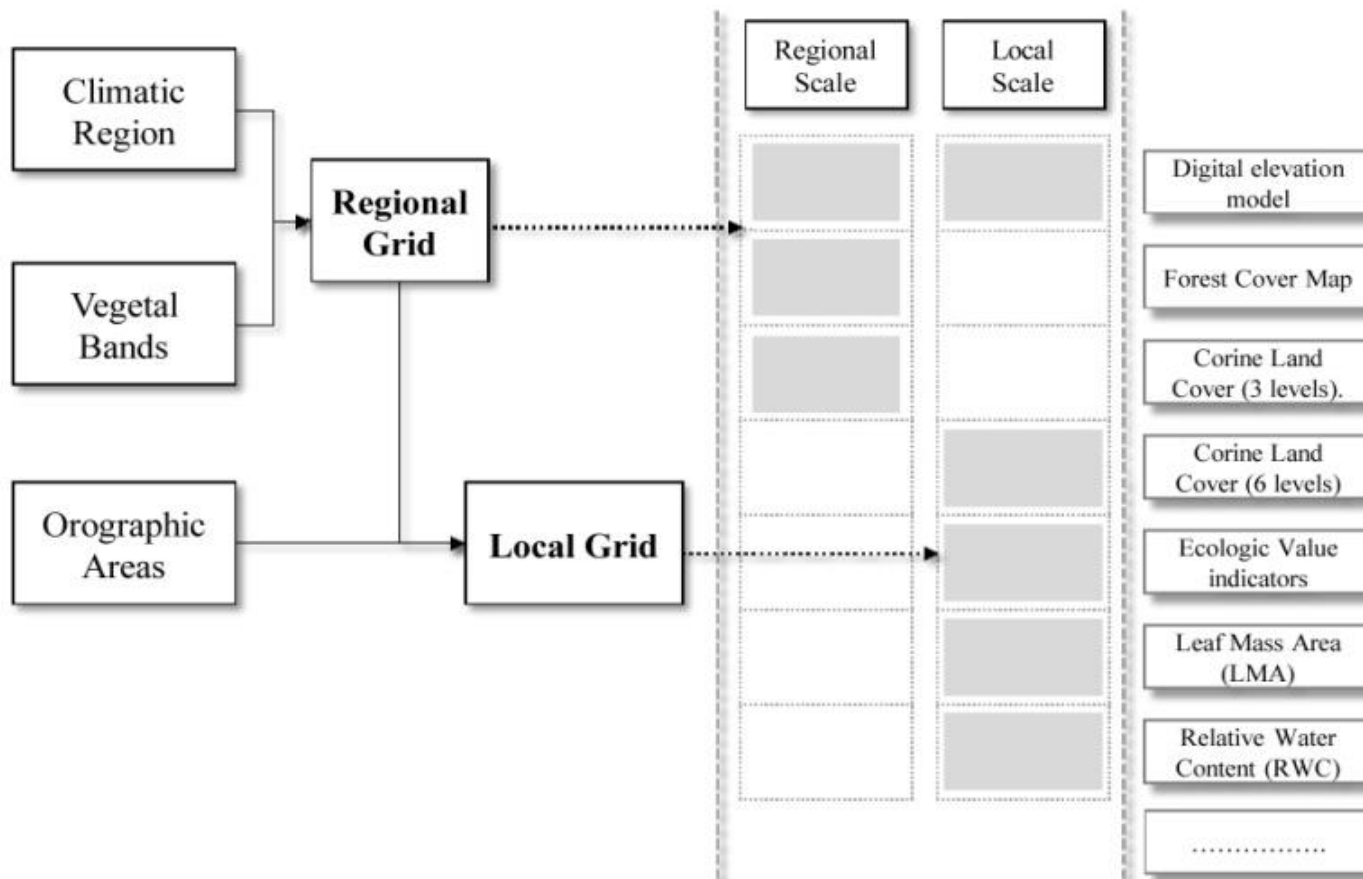 Climatic
Region
Vegetal
Bands
Orographic
Areas
Regional
Grid
Local Grid
Regional
Scale
Local
Scale
Digital elevation
model
Forest Cover Map
Corine Land
Cover (3 levels).
Corine Land
Cover (6 levels)
Ecologic Value
indicators
Leaf Mass Area
(LMA)
Relative Water
Content (RWC)
................